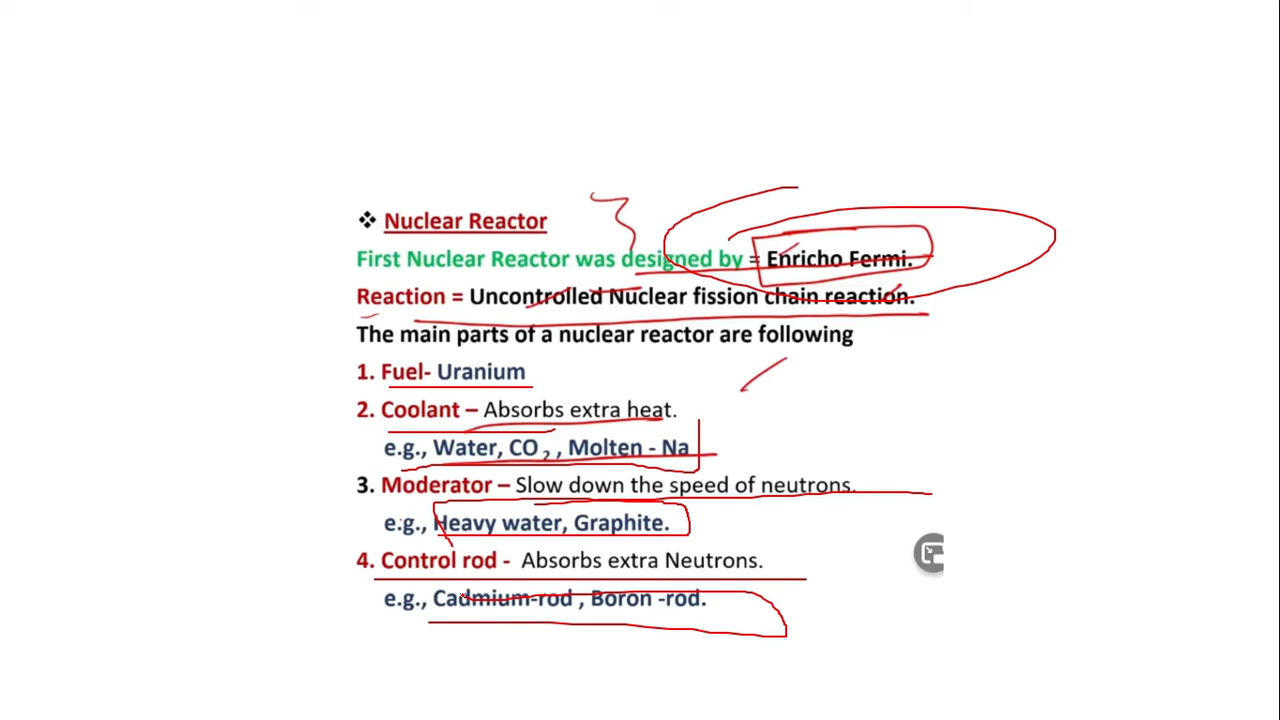 ❖ Nuclear Reactor
First Nuclear Reactor was designed by = Enricho Fermi.
Reaction = Uncontrolled Nuclear fission chain reaction.
The main parts of a nuclear reactor are following
1. Fuel- Uranium
2. Coolant – Absorbs extra heat.
e.g., Water, CO₂, Molten - Na
3. Moderator – Slow down the speed of neutrons.
e.g., Heavy water, Graphite.
4. Control rod - Absorbs extra Neutrons.
e.g., Cadmium-rod , Boron -rod.